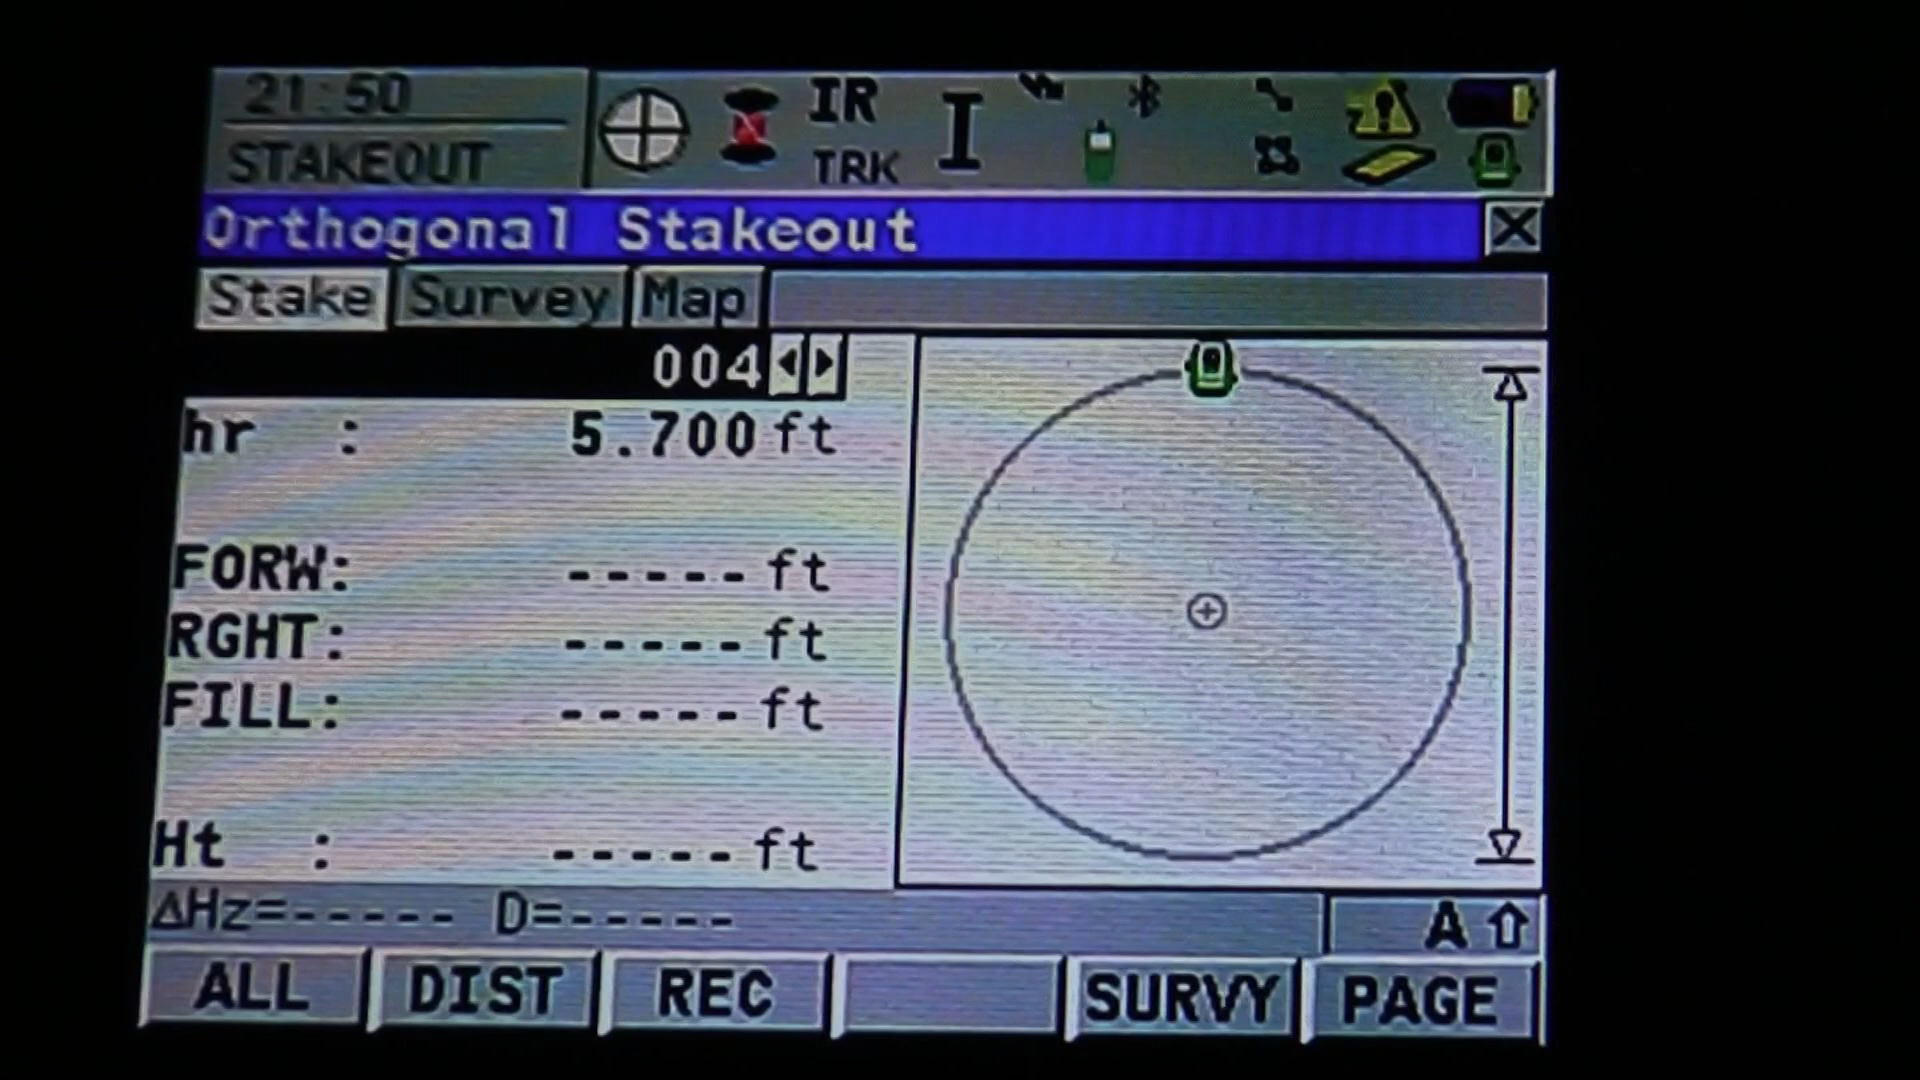 21:50
STAKEOUT
IR
TRK
I
Orthogonal Stakeout
Stake Survey Map
004
hr : 5.700 ft
FORW: ----- ft
RGHT: ----- ft
FILL: ----- ft
Ht : ----- ft
ΔHz=----- D=-----
A
ALL DIST REC SURVY PAGE